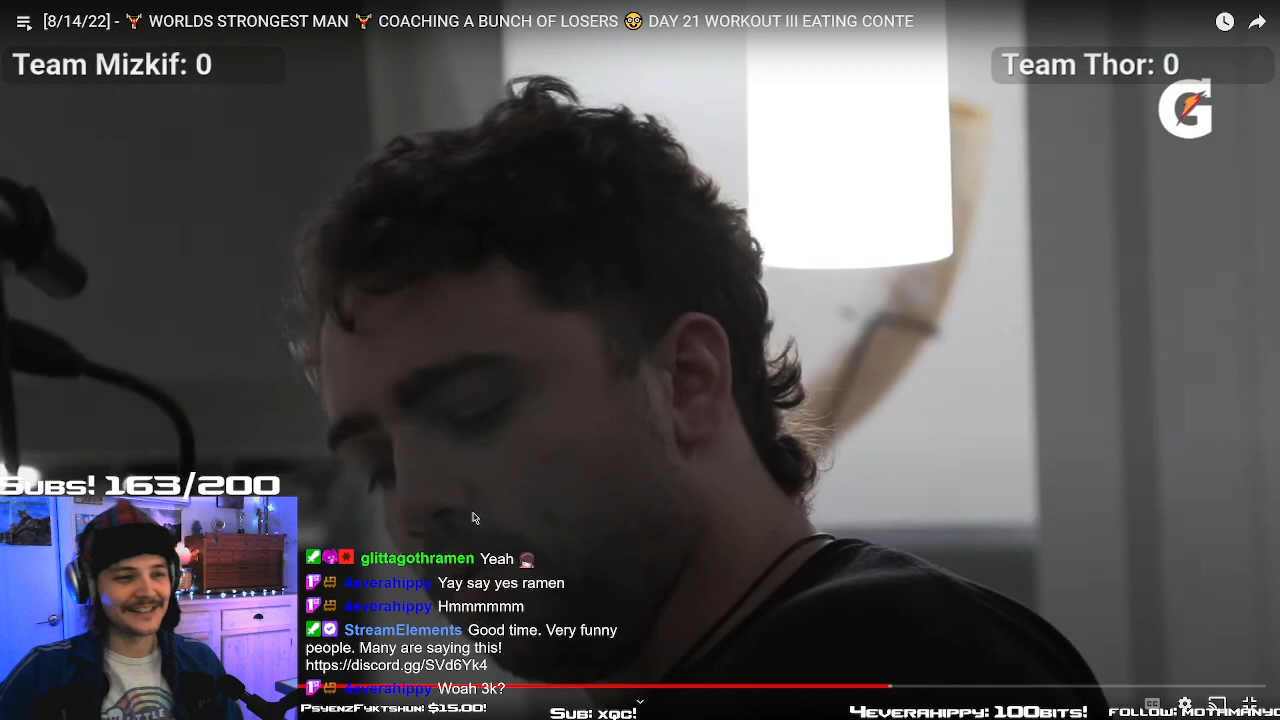 [8/14/22] - WORLDS STRONGEST MAN COACHING A BUNCH OF LOSERS DAY 21 WORKOUT III EATING CONTE
Team Mizkif: 0
Team Thor: 0
G
Subs! 163/200
glittagothramen Yeah
4everahippy Yay say yes ramen
4everahippy Hmmmmmm
StreamElements Good time. Very funny
people. Many are saying this!
https://discord.gg/SVd6Yk4
4everahippy Woah 3k?
PsyenzFyktshun: $15.00!
Sub: xqc!
4everahippy: 100bits!